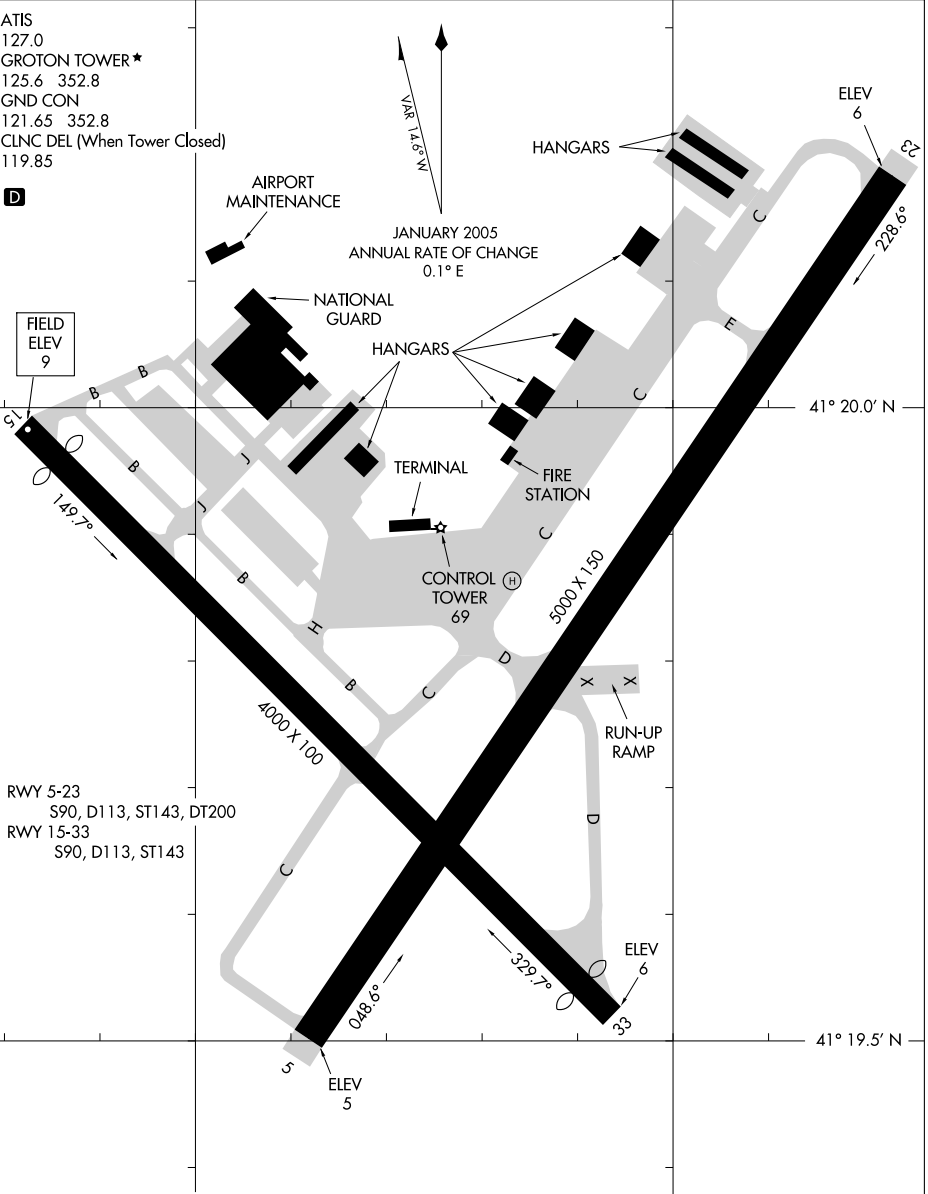 ATIS
127.0
GROTON TOWER★
125.6 352.8
GND CON
121.65 352.8
CLNC DEL (When Tower Closed)
119.85
D
VAR 14.6° W
JANUARY 2005
ANNUAL RATE OF CHANGE
0.1° E
AIRPORT
MAINTENANCE
NATIONAL
GUARD
HANGARS
HANGARS
ELEV
6
23
228.6°
C
E
C
C
FIELD
ELEV
9
15
149.7°
B
B
B
J
J
B
H
B
C
41° 20.0' N
TERMINAL
FIRE
STATION
CONTROL
TOWER
69
H
5000 X 150
D
X
X
RUN-UP
RAMP
4000 X 100
RWY 5-23
S90, D113, ST143, DT200
RWY 15-33
S90, D113, ST143
D
C
048.6°
329.7°
ELEV
6
33
41° 19.5' N
5
ELEV
5